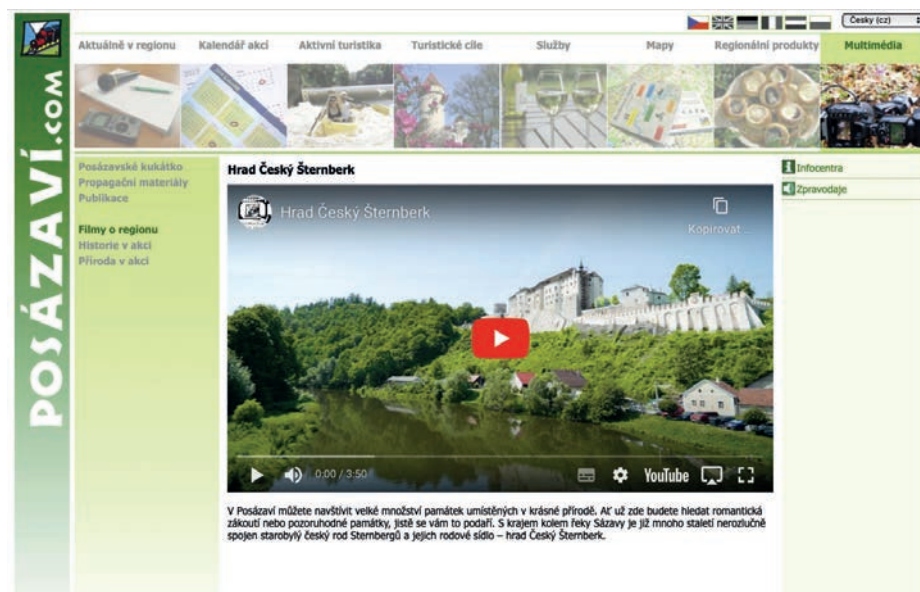 Česky (cz)
POSÁZAVÍ.COM
Aktuálně v regionu
Kalendář akcí
Aktivní turistika
Turistické cíle
Služby
Mapy
Regionální produkty
Multimédia
Posázavské kukátko
Propagační materiály
Publikace
Filmy o regionu
Historie v akci
Příroda v akci
Hrad Český Šternberk
Hrad Český Šternberk
Kopírovat ...
0:00 / 3:50
YouTube
V Posázaví můžete navštívit velké množství památek umístěných v krásné přírodě. Ať už zde budete hledat romantická
zákoutí nebo pozoruhodné památky, jistě se vám to podaří. S krajem kolem řeky Sázavy je již mnoho staletí nerozlučně
spojen starobylý český rod Sternbergů a jejich rodové sídlo – hrad Český Šternberk.
Infocentra
Zpravodaje